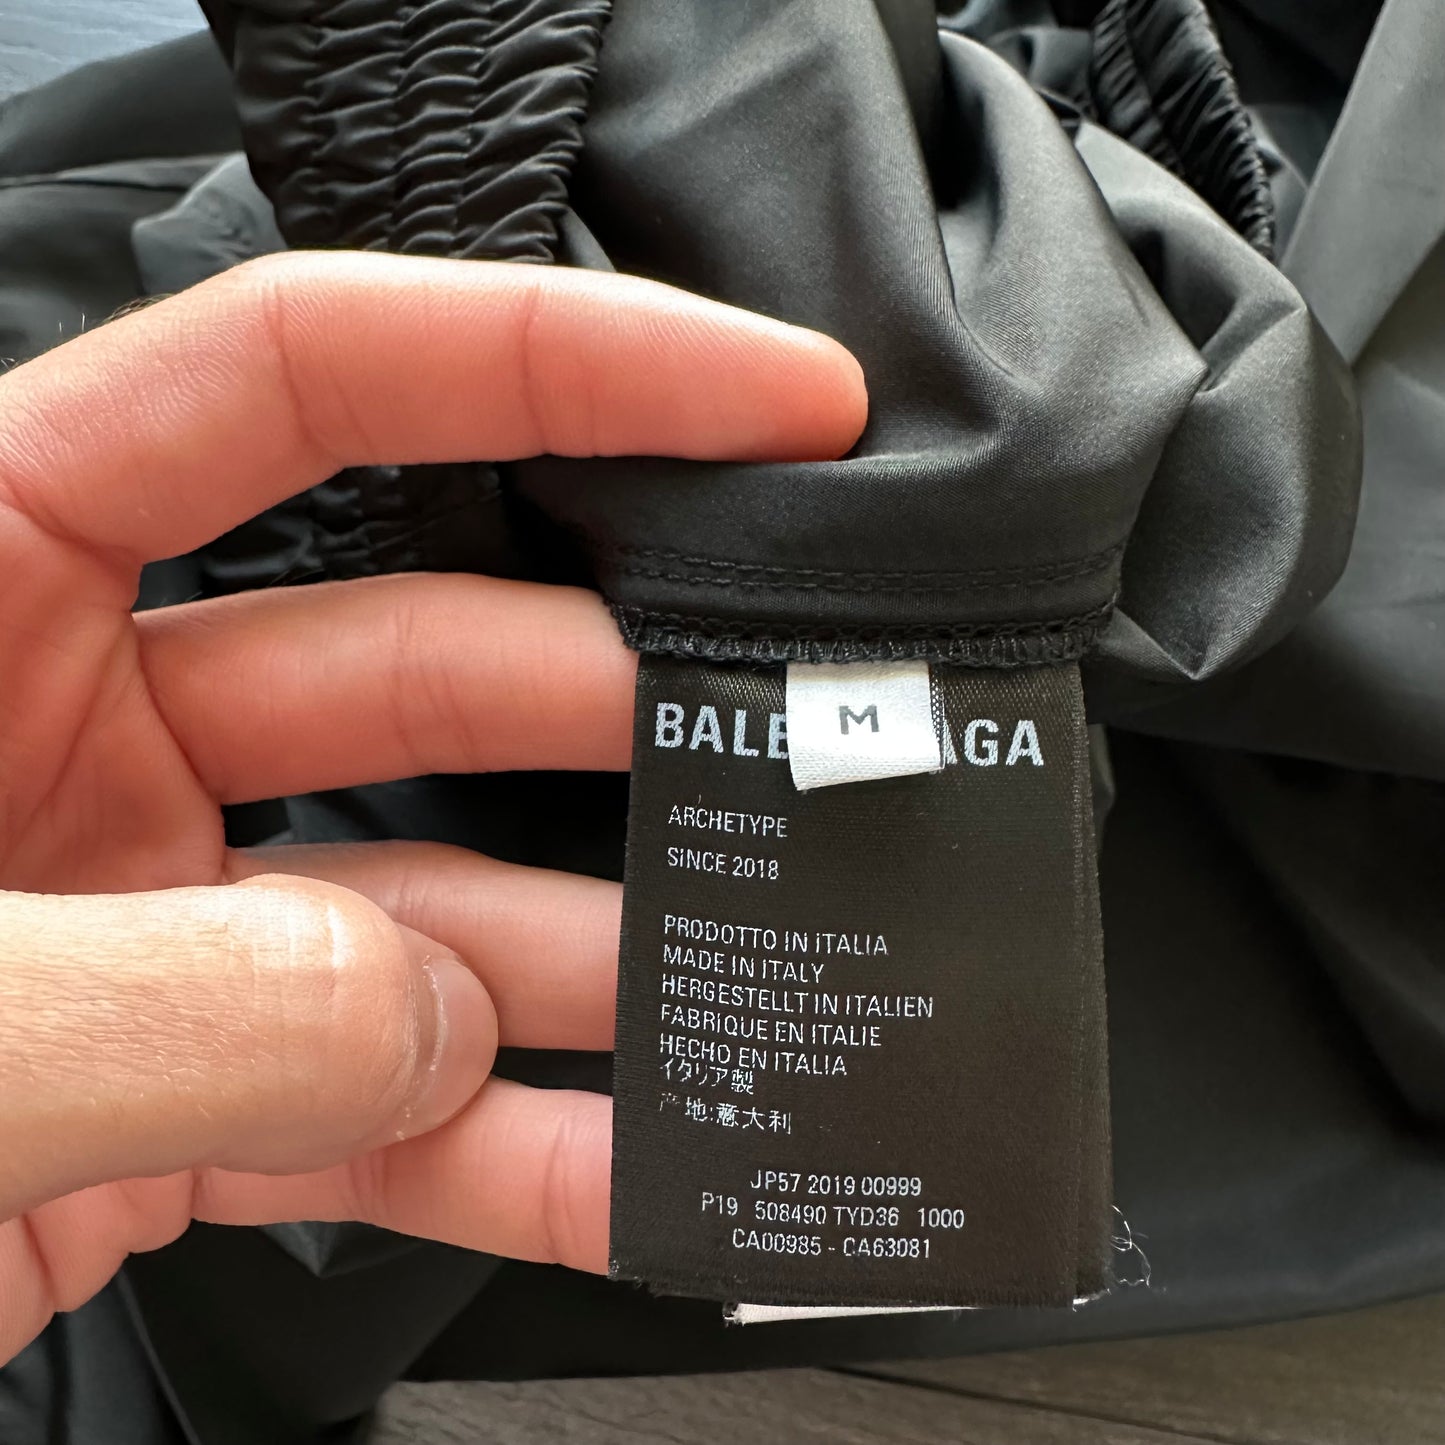 M
BALE AGA
ARCHETYPE
SINCE 2018
PRODOTTO IN ITALIA
MADE IN ITALY
HERGESTELLT IN ITALIEN
FABRIQUE EN ITALIE
HECHO EN ITALIA
イタリア製
产地:意大利
JP57 2019 00999
P19 508490 TYD36 1000
CA00985 - CA63081